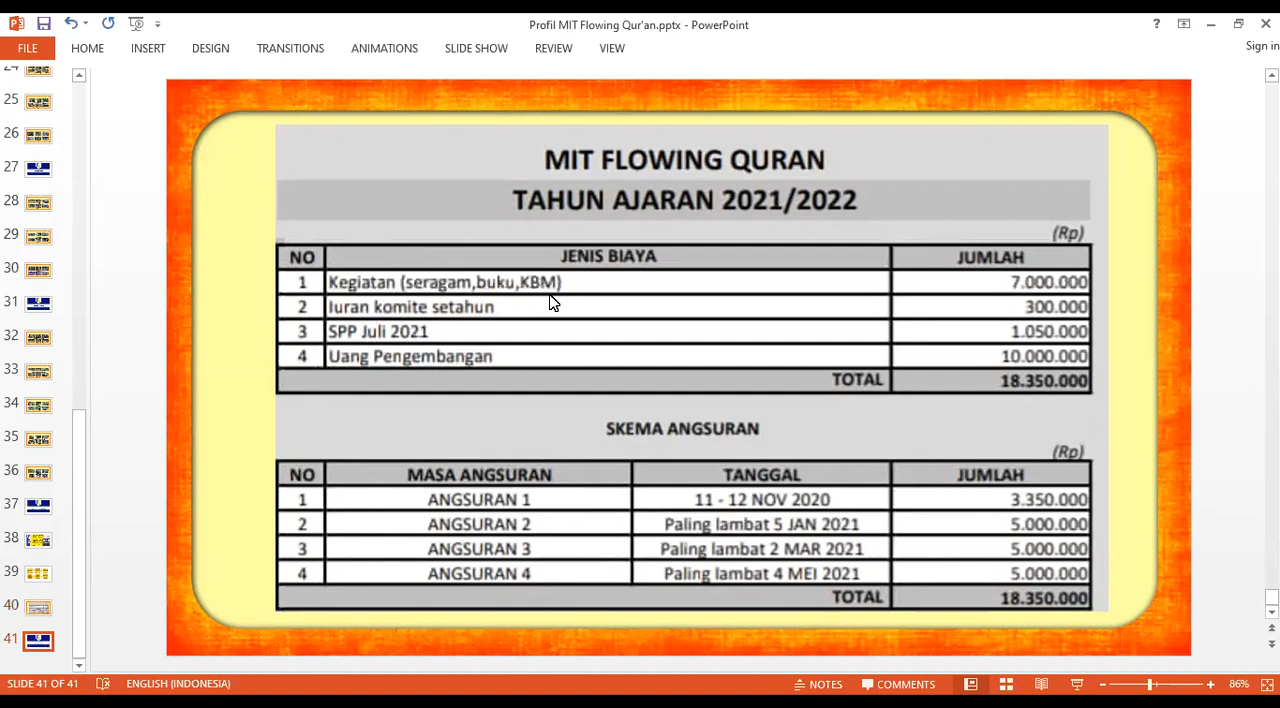 Profil MIT Flowing Qur'an.pptx - PowerPoint
?
Sign in
FILE HOME INSERT DESIGN TRANSITIONS ANIMATIONS SLIDE SHOW REVIEW VIEW
24
25
26
27
28
29
30
31
32
33
34
35
36
37
38
39
40
41
MIT FLOWING QURAN
TAHUN AJARAN 2021/2022
(Rp)
NO JENIS BIAYA JUMLAH
1 Kegiatan (seragam,buku,KBM) 7.000.000
2 Iuran komite setahun 300.000
3 SPP Juli 2021 1.050.000
4 Uang Pengembangan 10.000.000
TOTAL 18.350.000
SKEMA ANGSURAN
(Rp)
NO MASA ANGSURAN TANGGAL JUMLAH
1 ANGSURAN 1 11 - 12 NOV 2020 3.350.000
2 ANGSURAN 2 Paling lambat 5 JAN 2021 5.000.000
3 ANGSURAN 3 Paling lambat 2 MAR 2021 5.000.000
4 ANGSURAN 4 Paling lambat 4 MEI 2021 5.000.000
TOTAL 18.350.000
SLIDE 41 OF 41 ENGLISH (INDONESIA) NOTES COMMENTS 86%